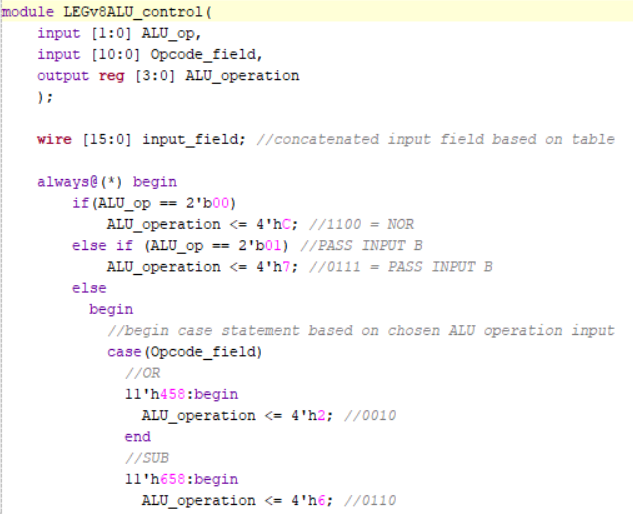 module LEGv8ALU_control(
    input [1:0] ALU_op,
    input [10:0] Opcode_field,
    output reg [3:0] ALU_operation
    );

    wire [15:0] input_field; //concatenated input field based on table

    always@(*) begin
        if(ALU_op == 2'b00)
            ALU_operation <= 4'hC; //1100 = NOR
        else if (ALU_op == 2'b01) //PASS INPUT B
            ALU_operation <= 4'h7; //0111 = PASS INPUT B
        else
          begin
            //begin case statement based on chosen ALU operation input
            case(Opcode_field)
              //OR
              11'h458:begin
                ALU_operation <= 4'h2; //0010
              end
              //SUB
              11'h658:begin
                ALU_operation <= 4'h6; //0110